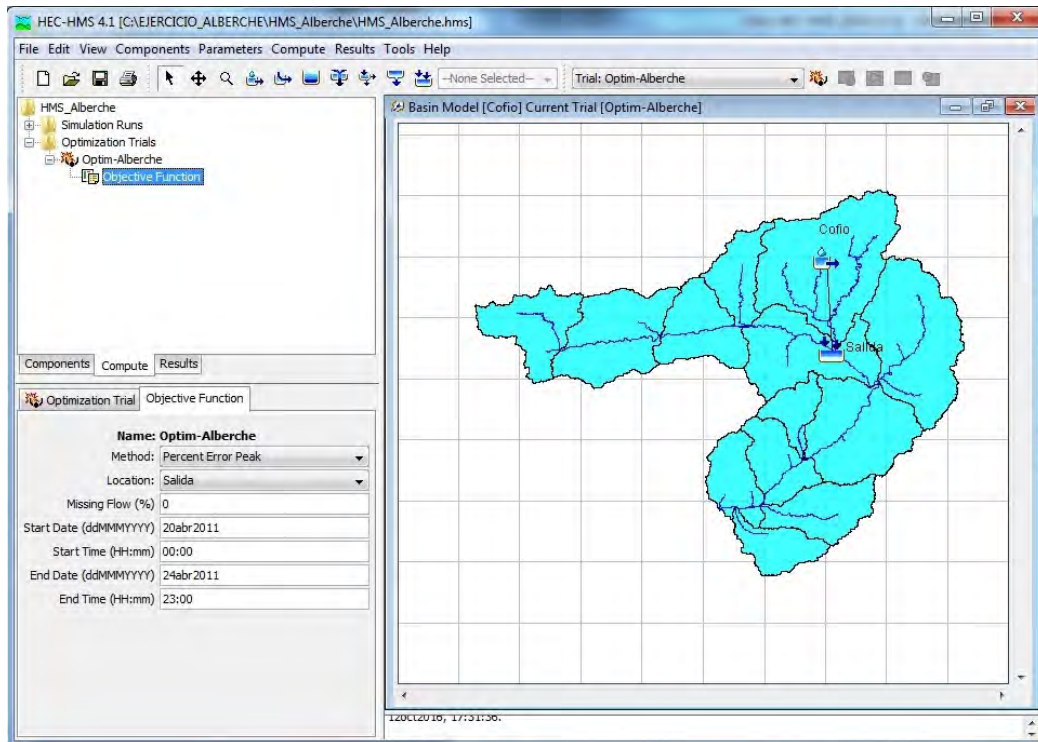 HEC-HMS 4.1 [C:\EJERCICIO_ALBERCHE\HMS_Alberche\HMS_Alberche.hms]
File Edit View Components Parameters Compute Results Tools Help
--None Selected-- Trial: Optim-Alberche
HMS_Alberche
Simulation Runs
Optimization Trials
Optim-Alberche
Objective Function
Components Compute Results
Optimization Trial Objective Function
Name: Optim-Alberche
Method: Percent Error Peak
Location: Salida
Missing Flow (%) 0
Start Date (ddMMMYYYY) 20abr2011
Start Time (HH:mm) 00:00
End Date (ddMMMYYYY) 24abr2011
End Time (HH:mm) 23:00
Basin Model [Cofio] Current Trial [Optim-Alberche]
Cofio
Salida
12oct2016, 17:31:36.